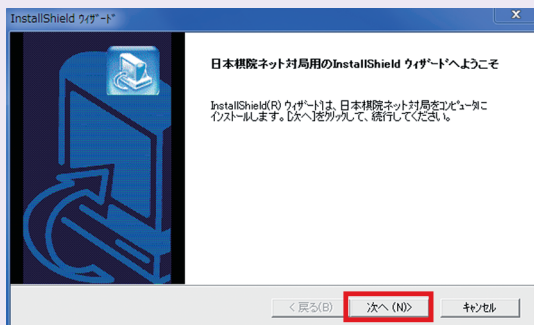 InstallShield ウィザード
日本棋院ネット対局用のInstallShield ウィザードへようこそ
InstallShield(R) ウィザードは、日本棋院ネット対局をコンピュータに
インストールします。[次へ]をクリックして、続行してください。
< 戻る(B)
次へ (N)>
キャンセル